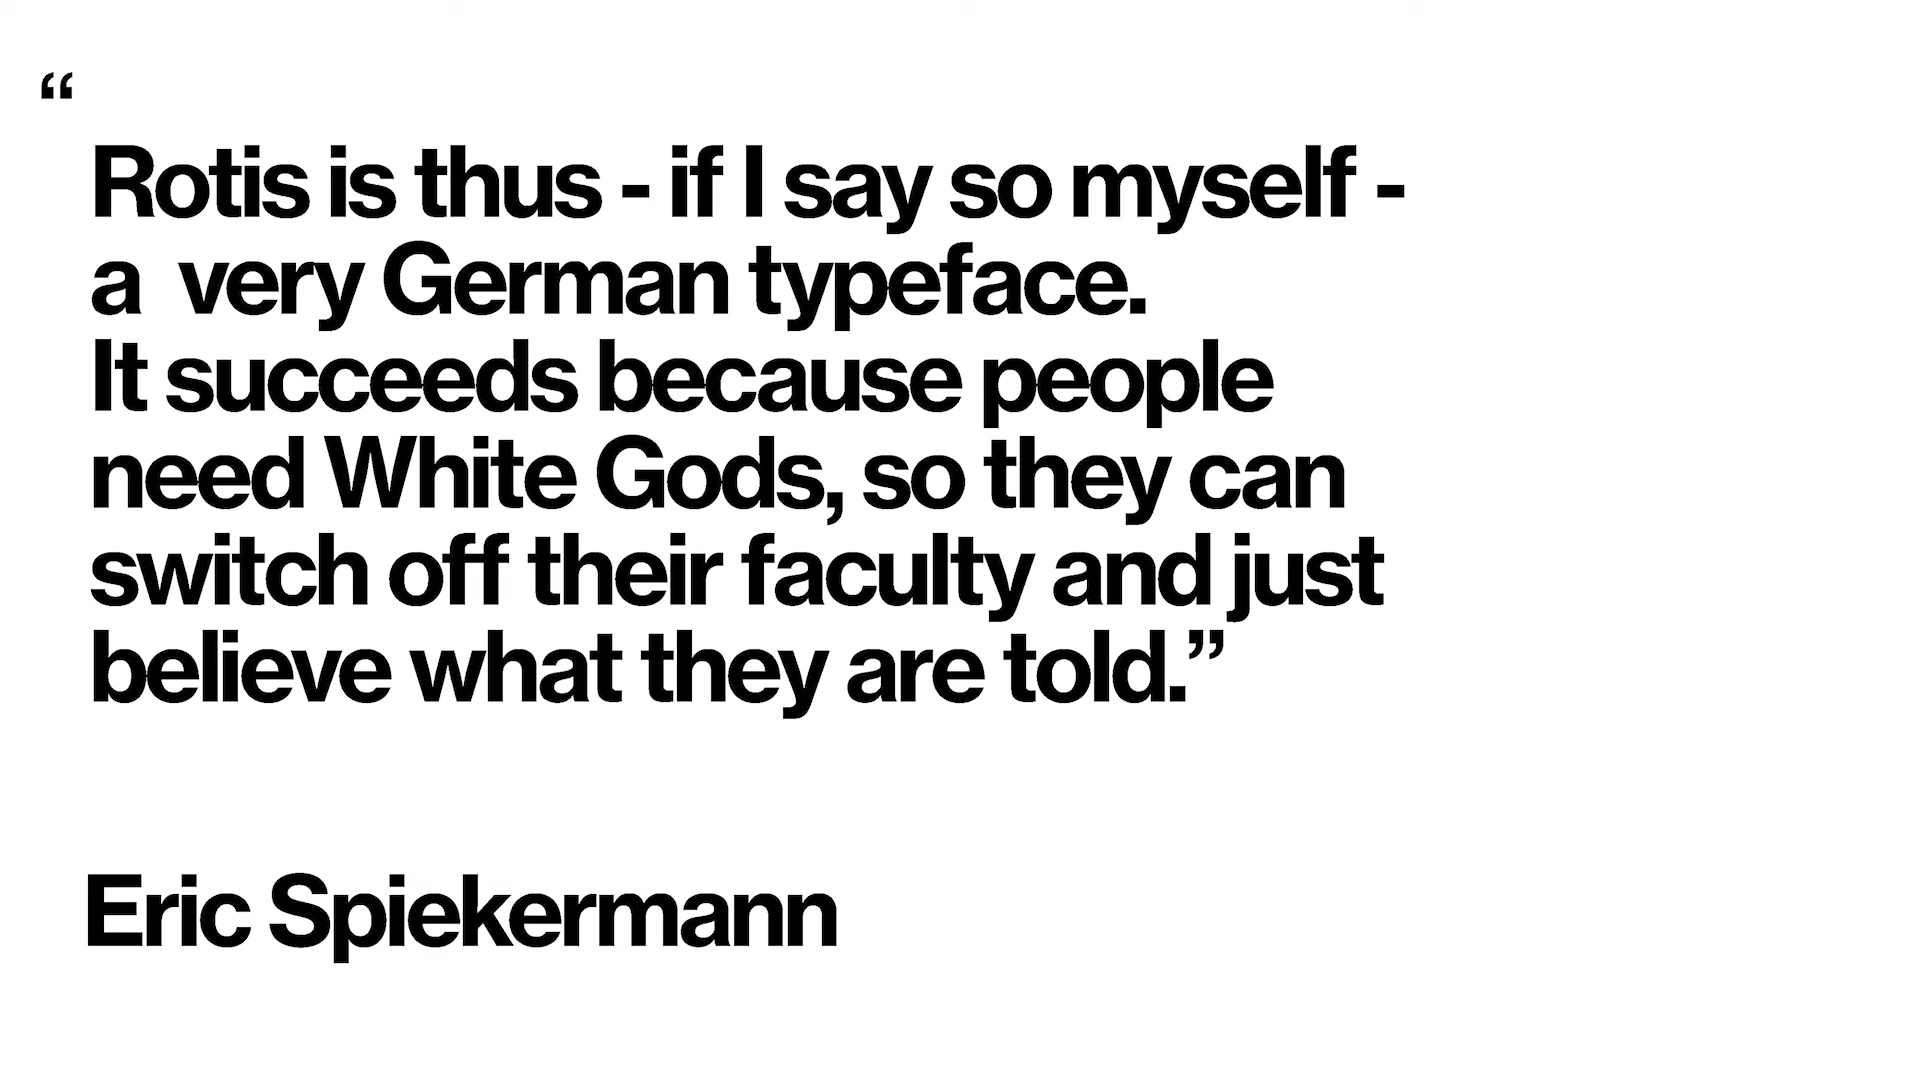 “
Rotis is thus - if I say so myself -
a  very German typeface.
It succeeds because people
need White Gods, so they can
switch off their faculty and just
believe what they are told.”
Eric Spiekermann